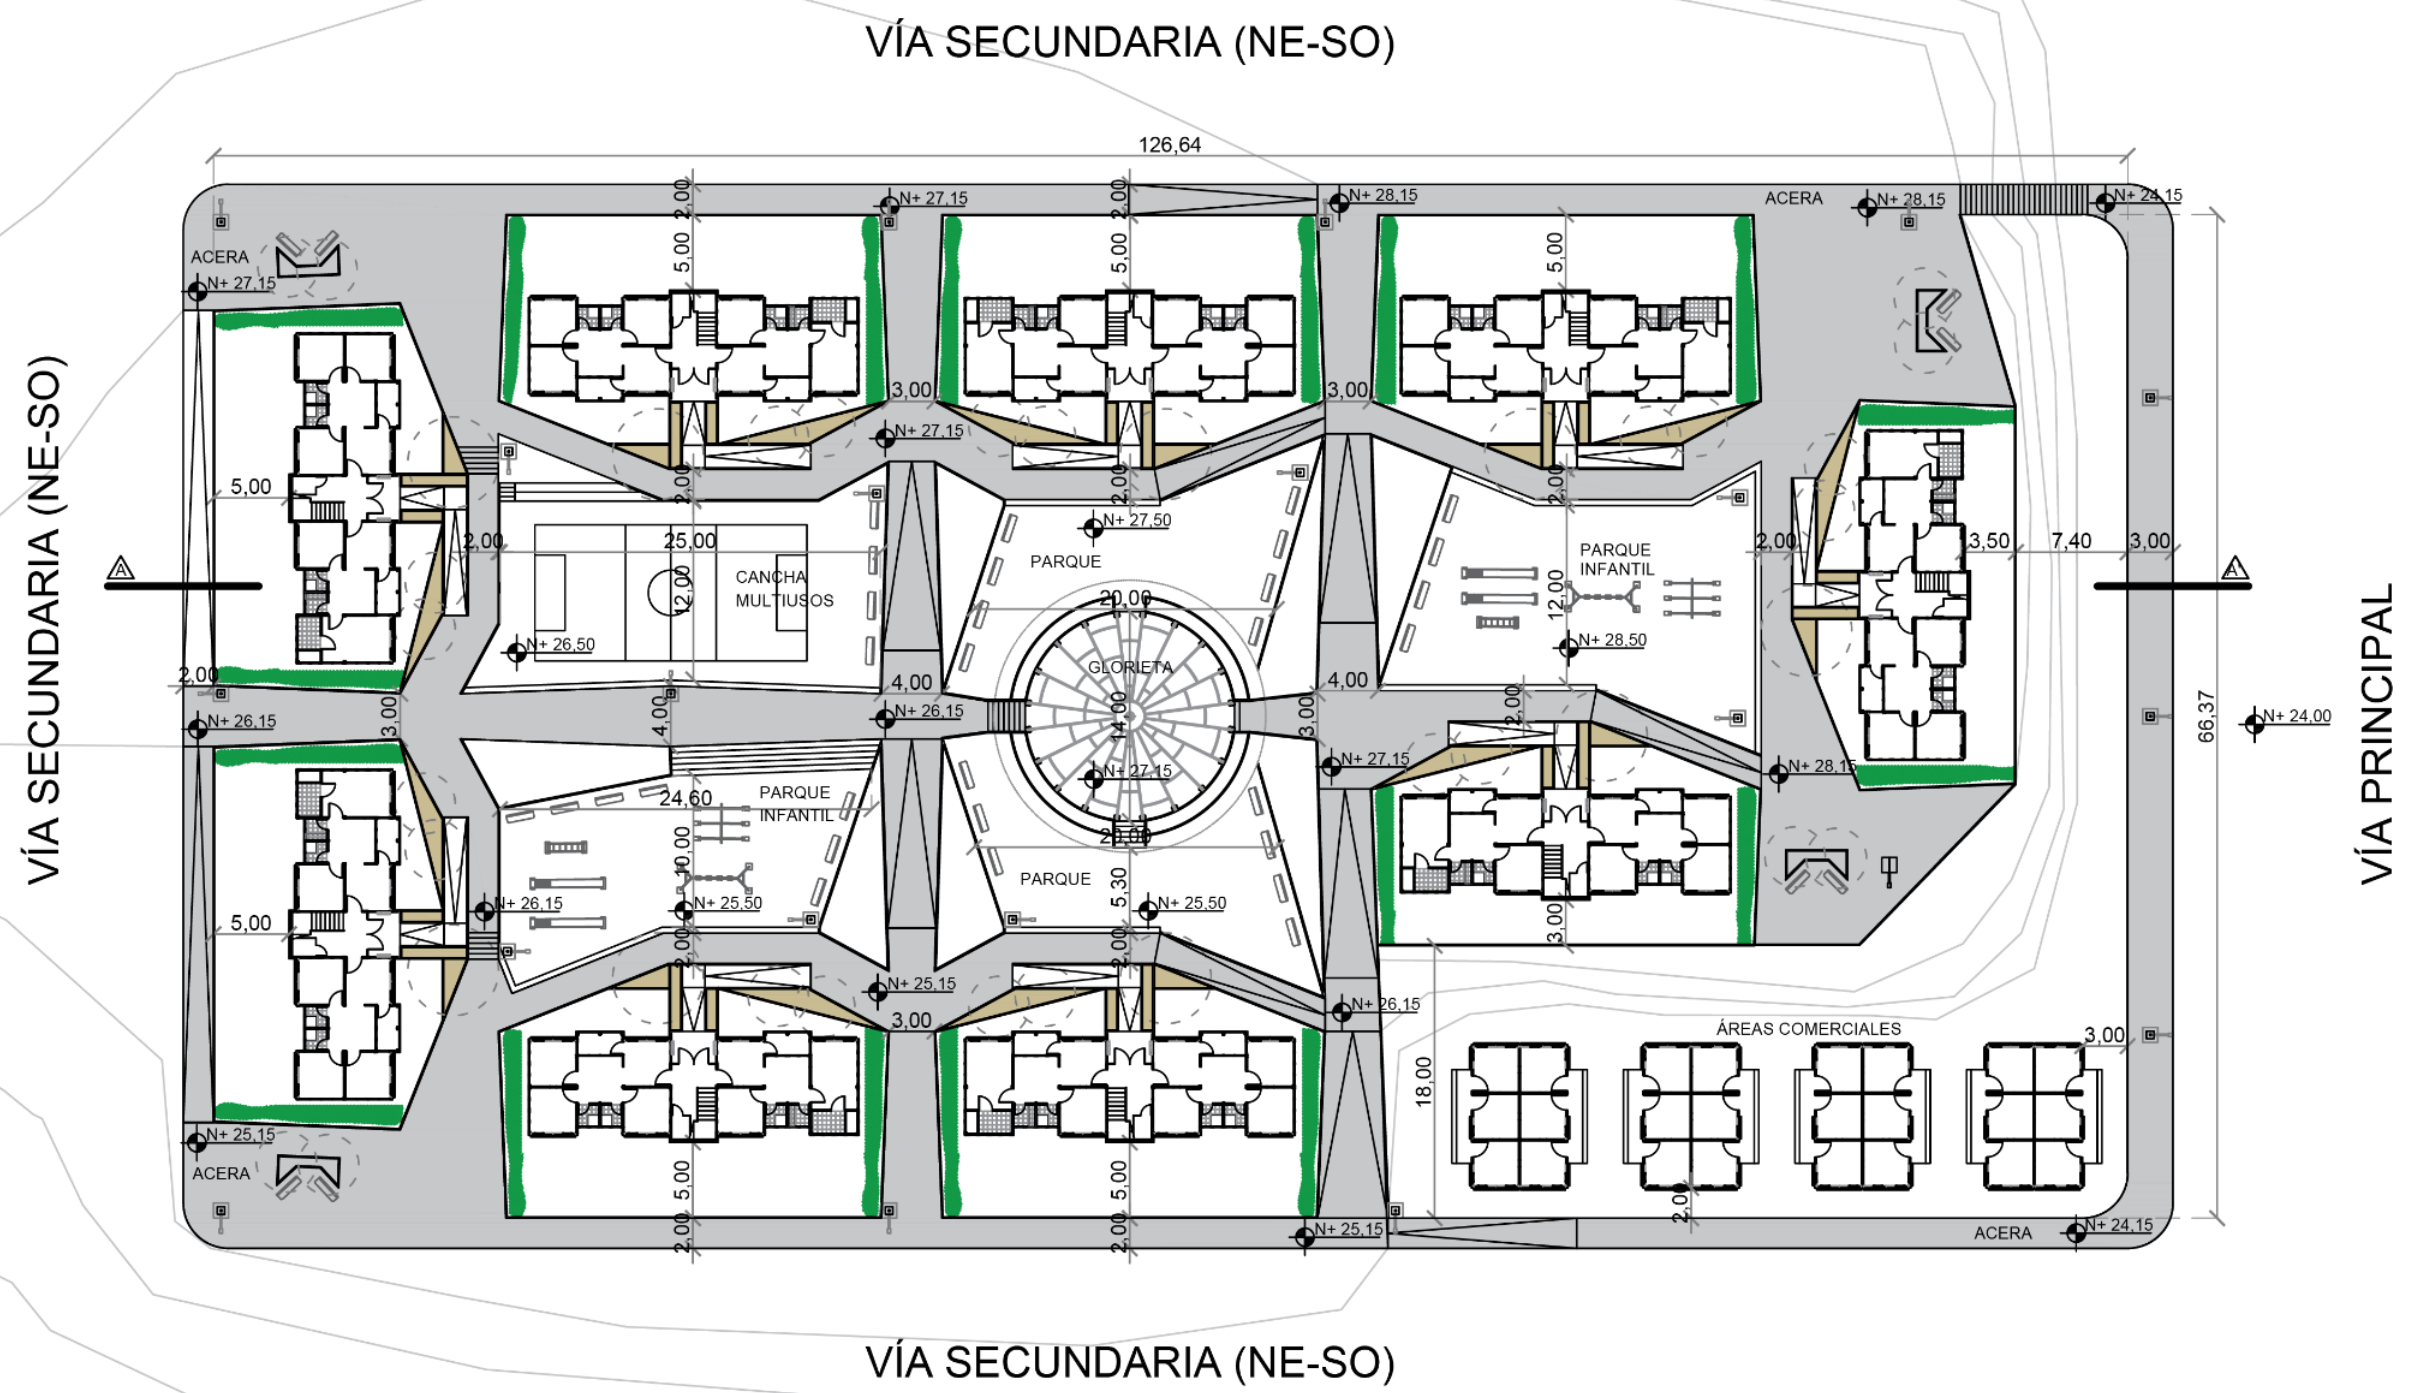 VÍA SECUNDARIA (NE-SO)
126,64
2,00
2,00
N+ 27,15
N+ 28,15
ACERA
N+ 28,15
N+ 24,15
ACERA
N+ 27,15
5,00
5,00
5,00
3,00
3,00
N+ 27,15
VÍA SECUNDARIA (NE-SO)
5,00
2,00
2,00
2,00
N+ 27,50
2,00
25,00
PARQUE
PARQUE
INFANTIL
2,00
3,50
7,40
3,00
A
CANCHA
MULTIUSOS
12,00
20,00
12,00
A
N+ 26,50
N+ 28,50
GLORIETA
2,00
4,00
4,00
N+ 26,15
3,00
4,00
N+ 26,15
14,00
3,00
2,00
66,37
N+ 24,00
VÍA PRINCIPAL
N+ 27,15
N+ 27,15
N+ 28,15
24,60
PARQUE
INFANTIL
20,00
10,00
PARQUE
5,30
5,00
N+ 26,15
N+ 25,50
N+ 25,50
3,00
2,00
2,00
N+ 25,15
N+ 26,15
3,00
ÁREAS COMERCIALES
3,00
18,00
N+ 25,15
ACERA
5,00
5,00
2,00
2,00
2,00
N+ 25,15
ACERA
N+ 24,15
VÍA SECUNDARIA (NE-SO)